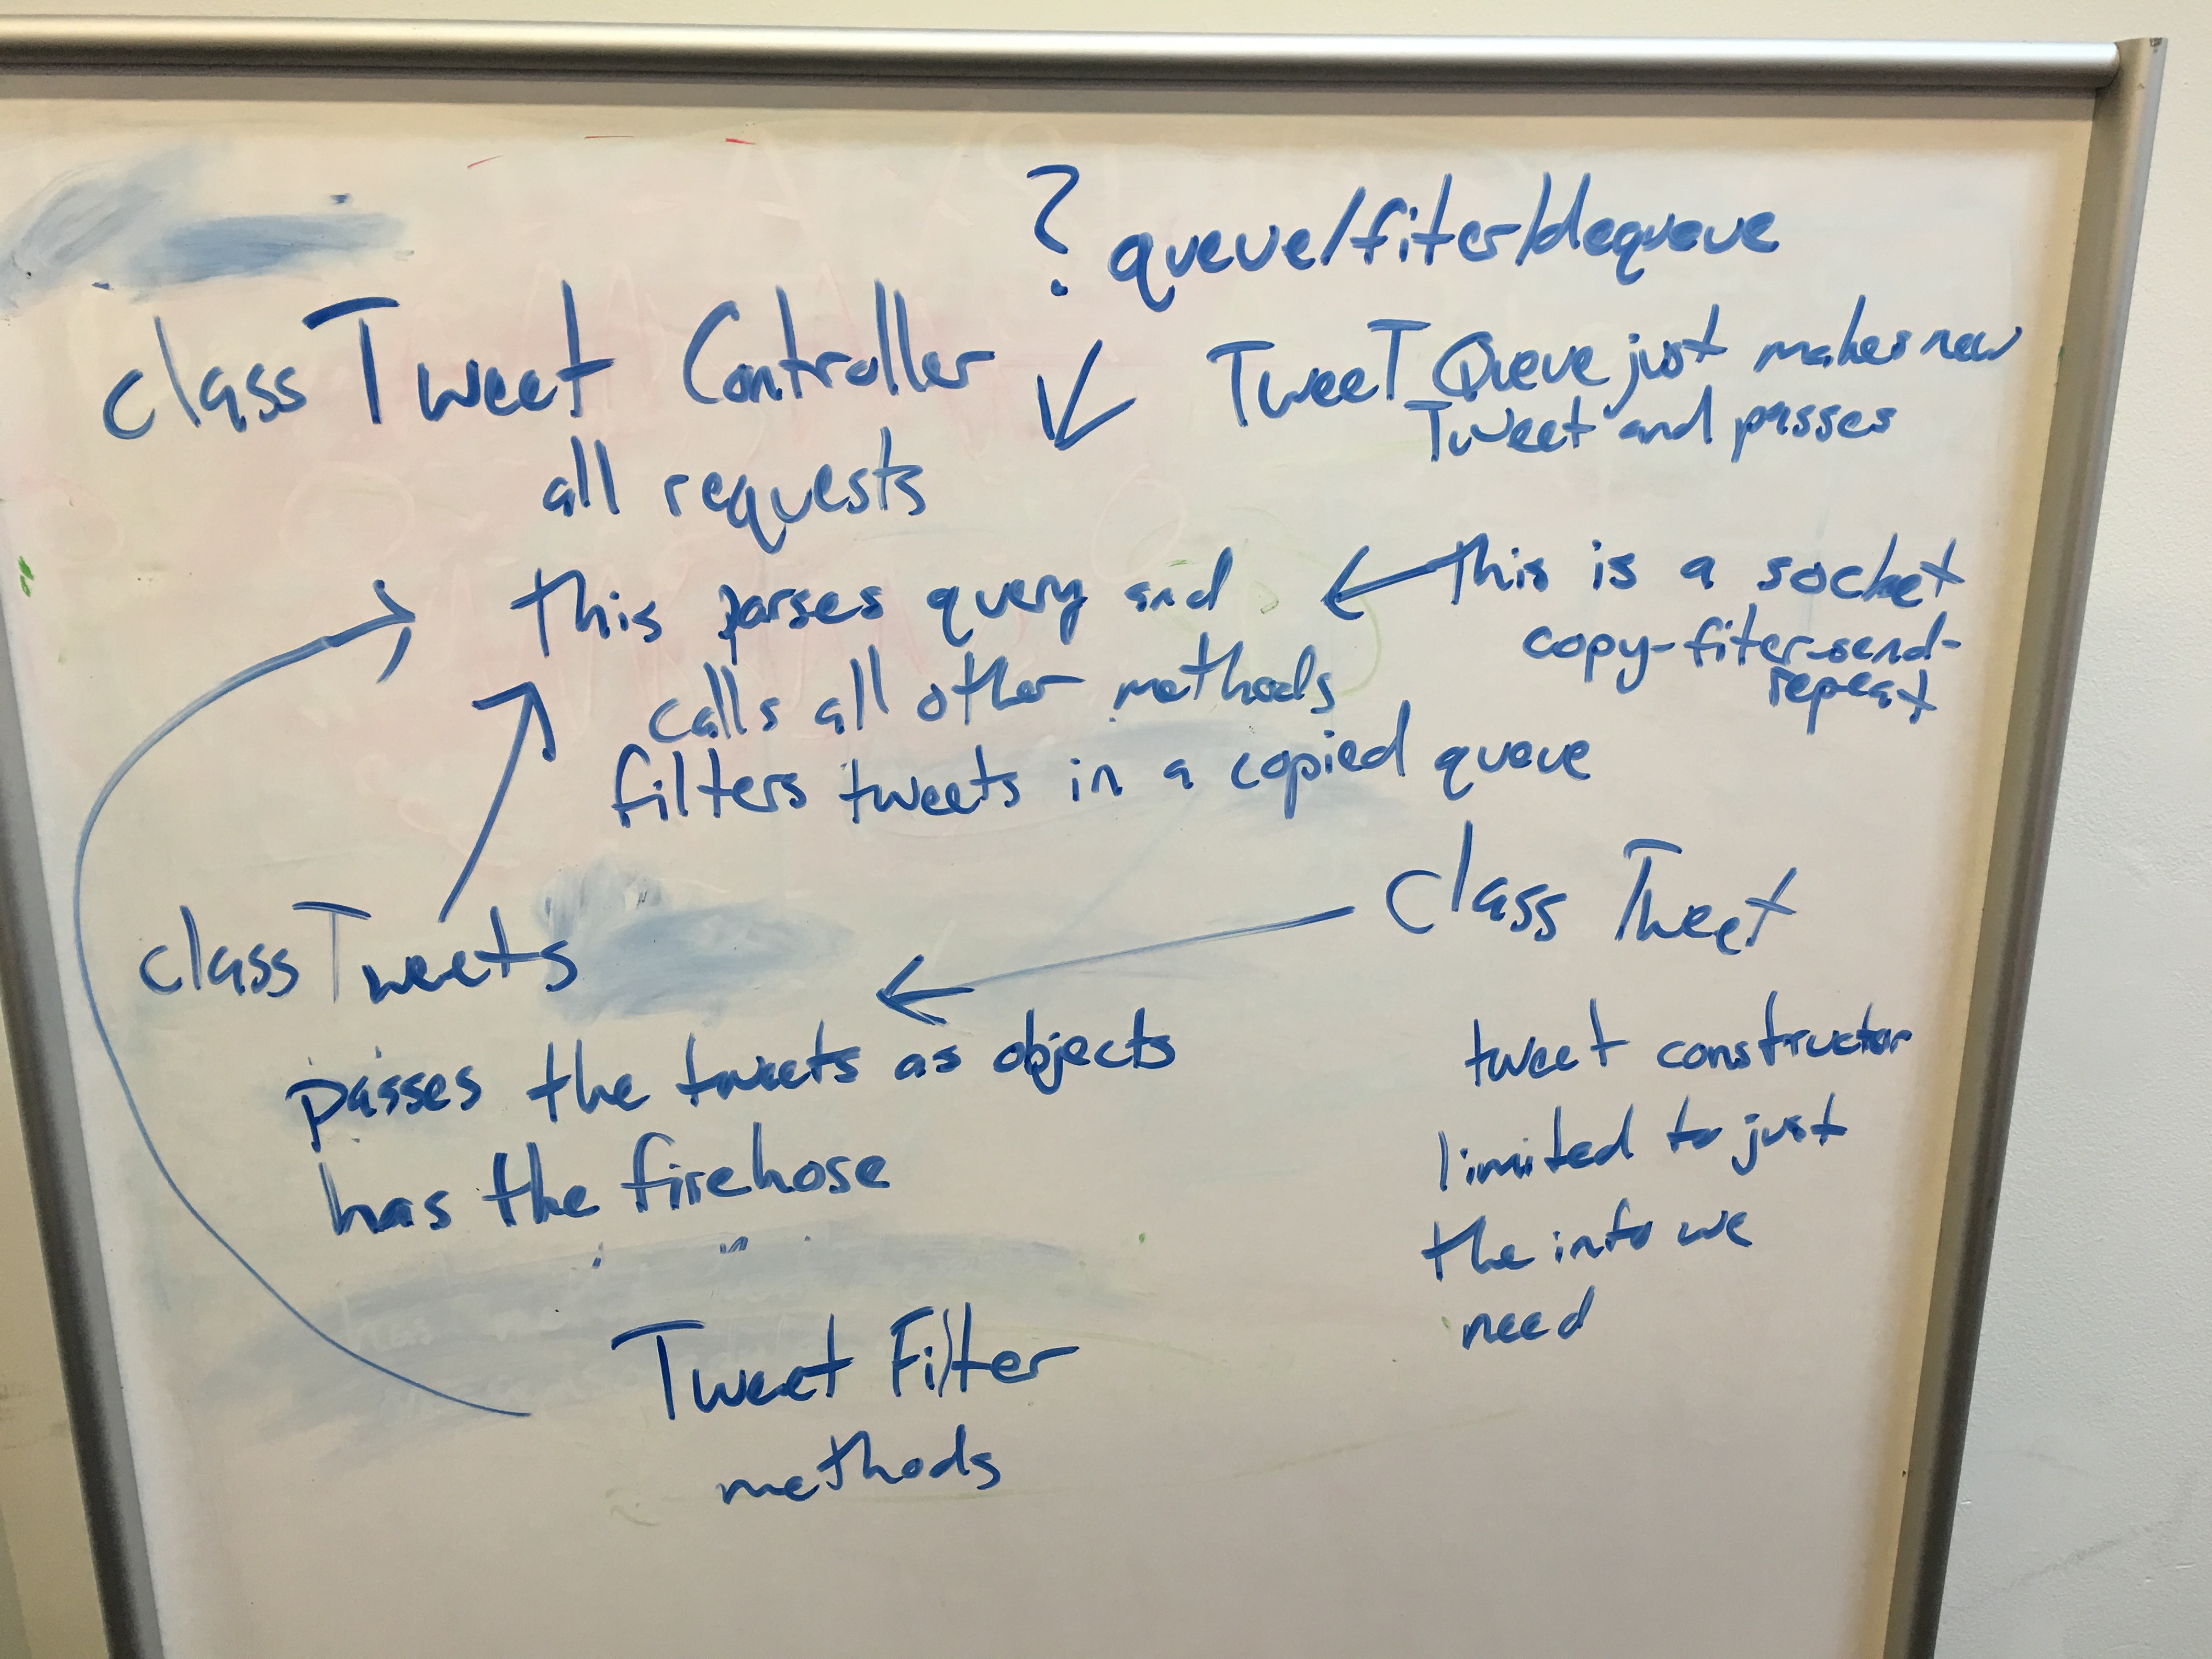 ? queue/fiter/dequeue
class Tweet Controller
TweeT Queue just makes new
Tweet and passes
all requests
this parses query and
this is a socket
copy-fiter-send-
repeat
calls all other methods
filters tweets in a copied queue
class Tweets
class Tweet
passes the tweets as objects
has the firehose
tweet constructor
limited to just
the info we
need
Tweet Filter
methods